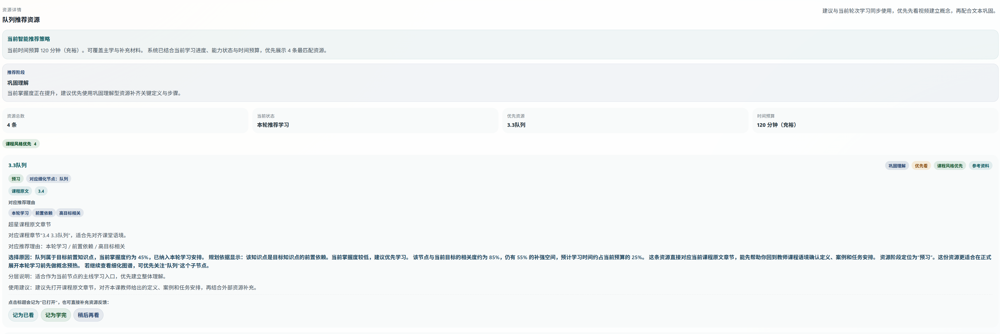 资源详情
队列推荐资源
建议与当前轮次学习同步使用，优先先看视频建立概念，再配合文本巩固。
当前智能推荐策略
当前时间预算 120 分钟（充裕）。可覆盖主学与补充材料。 系统已结合当前学习进度、能力状态与时间预算，优先展示 4 条最匹配资源。
推荐阶段
巩固理解
当前掌握度正在提升，建议优先使用巩固理解型资源补齐关键定义与步骤。
资源总数
4 条
当前状态
本轮推荐学习
优先资源
3.3队列
时间预算
120 分钟（充裕）
课程风格优先 4
3.3队列
巩固理解 优先看 课程风格优先 参考资料
预习 对应细化节点：队列
课程原文 3.4
对应推荐理由
本轮学习 前置依赖 高目标相关
超星课程原文章节
对应课程章节“3.4 3.3队列”，适合先对齐课堂语境。
对应推荐理由：本轮学习 / 前置依赖 / 高目标相关
选择原因：队列属于目标前置知识点，当前掌握度约为 45%，已纳入本轮学习安排。 规划依据显示：该知识点是目标知识点的前置依赖。当前掌握度较低，建议优先学习。 该节点与当前目标的相关度约为 85%，仍有 55% 的补强空间，预计学习时间约占当前预算的 25%。 这条资源直接对应当前课程原文章节，能先帮助你回到教师课程语境确认定义、案例和任务安排。 资源阶段定位为“预习”。这份资源更适合在正式
展开本轮学习前先做概念预热。 若继续查看细化图谱，可优先关注“队列”这个子节点。
分层说明：适合作为当前节点的主线学习入口，优先建立整体理解。
使用建议：建议先打开课程原文章节，对齐本课教师给出的定义、案例和任务安排，再结合外部资源补充。
点击标题会记为“已打开”，也可直接补充资源反馈：
记为已看 记为学完 稍后再看